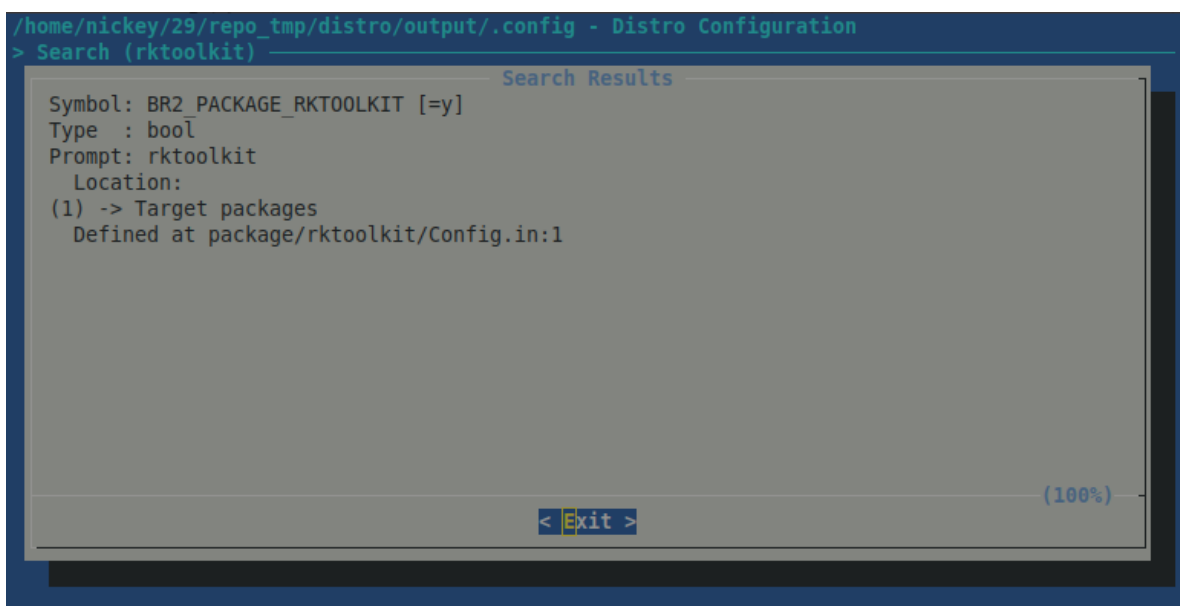 /home/nickey/29/repo_tmp/distro/output/.config - Distro Configuration
> Search (rktoolkit)
Search Results
Symbol: BR2_PACKAGE_RKTOOLKIT [=y]
Type  : bool
Prompt: rktoolkit
  Location:
(1) -> Target packages
  Defined at package/rktoolkit/Config.in:1
(100%)
< Exit >